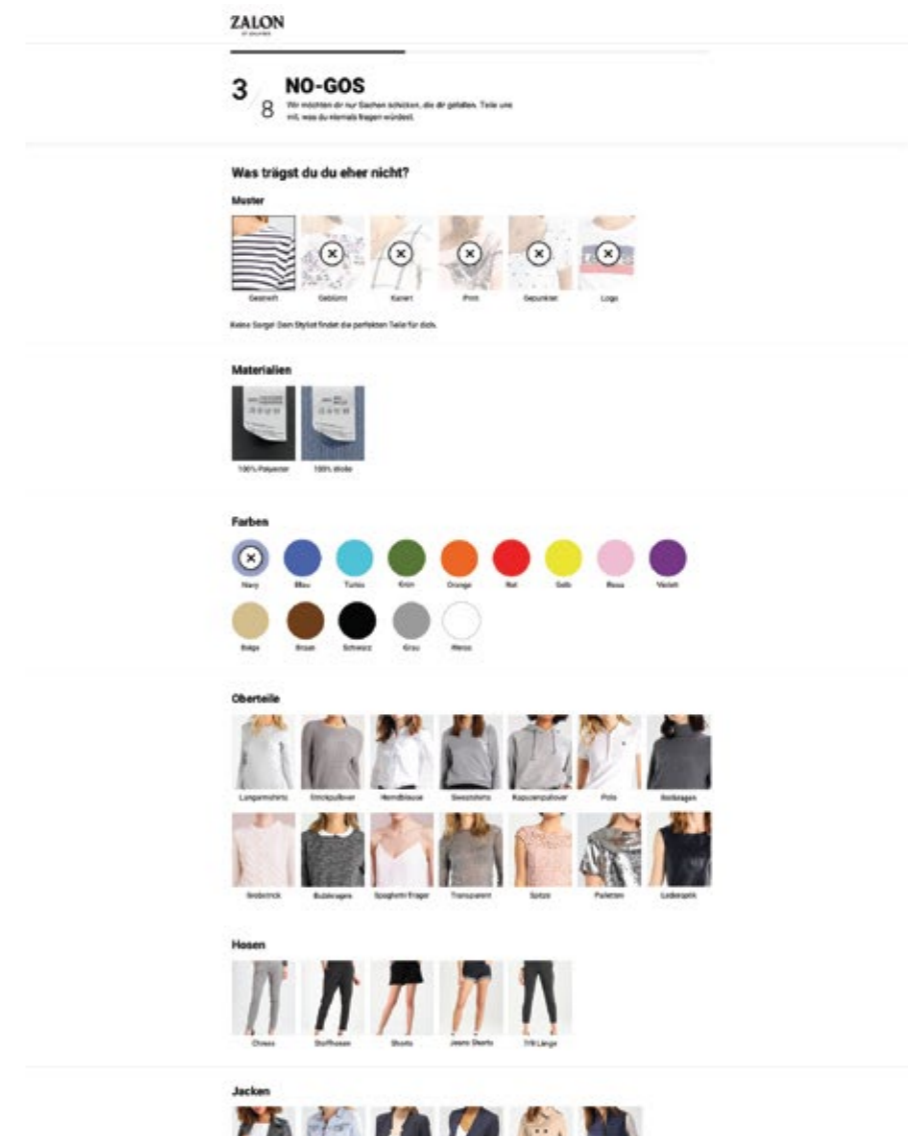 ZALON
3/8
NO-GOS
Wir möchten dir nur Sachen schicken, die dir gefallen. Teile uns
mit, was du niemals tragen würdest.
Was trägst du du eher nicht?
Muster
Gestreift Geblümt Kariert Print Gepunktet Logo
Keine Sorge! Dein Stylist findet die perfekten Teile für dich.
Materialien
100% Polyester 100% Wolle
Farben
Navy Blau Türkis Grün Orange Rot Gelb Rosa Violett
Beige Braun Schwarz Grau Weiss
Oberteile
Langarmshirts Strickpullover Hemdbluse Sweatshirts Kapuzenpullover Polo Rollkragen
Grobstrick Bubikragen Spaghetti-Träger Transparent Spitze Pailetten Lederoptik
Hosen
Chinos Stoffhosen Shorts Jeans Shorts 7/8 Länge
Jacken